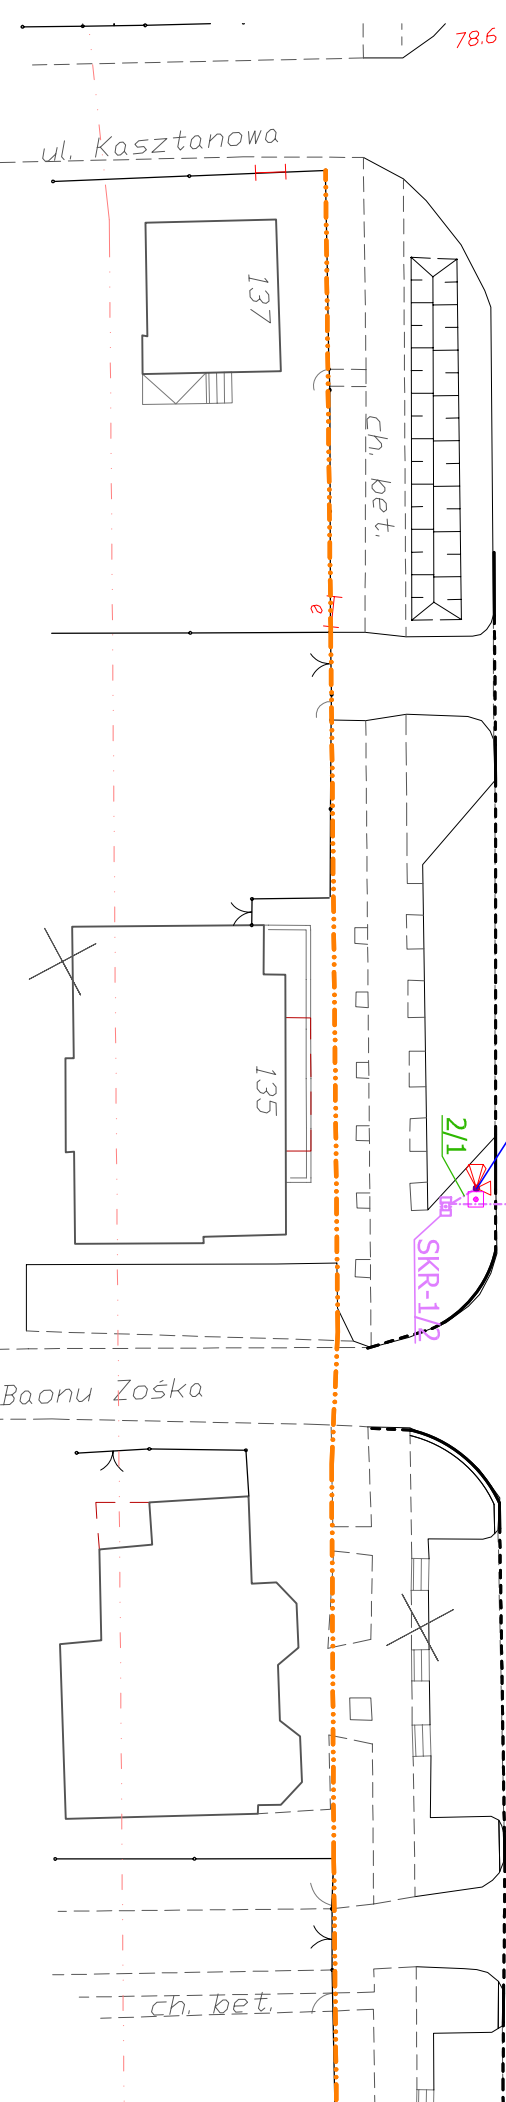 78.6
ul. Kasztanowa
137
ch. bet.
e
135
2/1
SKR-1/2
Baonu Zośka
ch. bet.